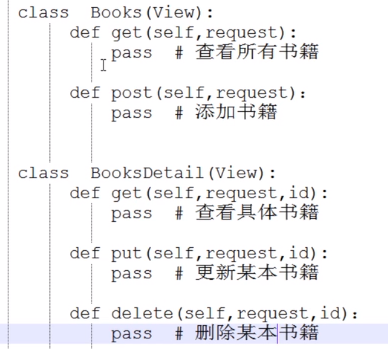 class  Books(View):
    def get(self,request):
        pass  # 查看所有书籍
    def post(self,request):
        pass  # 添加书籍
class  BooksDetail(View):
    def get(self,request,id):
        pass  # 查看具体书籍
    def put(self,request,id):
        pass  # 更新某本书籍
    def delete(self,request,id):
        pass  # 删除某本书籍